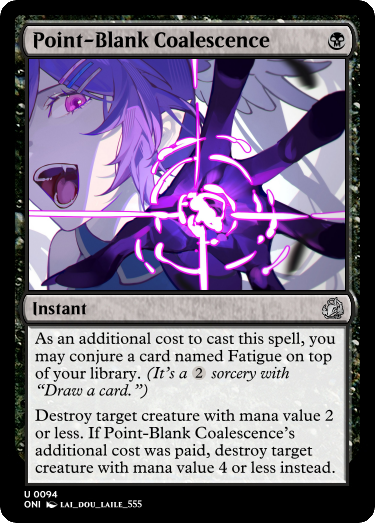 Point-Blank Coalescence
Instant
As an additional cost to cast this spell, you
may conjure a card named Fatigue on top
of your library. (It's a 2 sorcery with
“Draw a card.”)
Destroy target creature with mana value 2
or less. If Point-Blank Coalescence's
additional cost was paid, destroy target
creature with mana value 4 or less instead.
U 0094
ONI LAI_DOU_LAILE_555